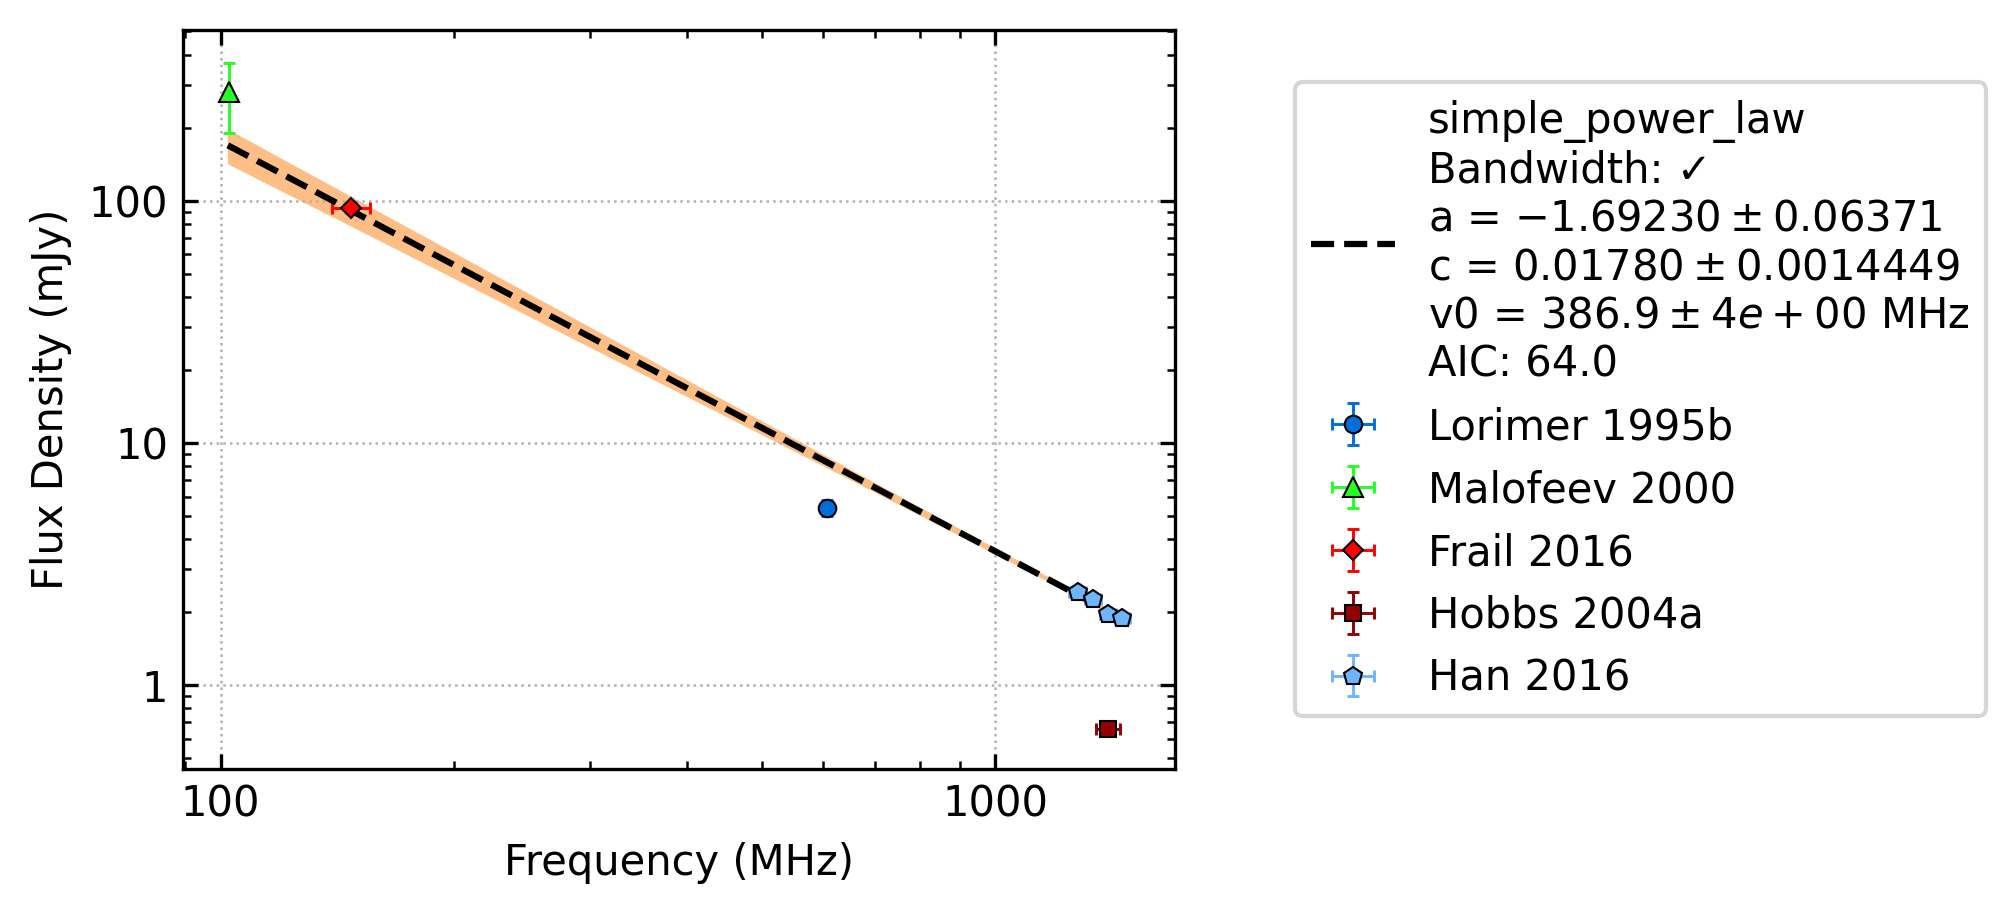 100
10
1
Flux Density (mJy)
100
1000
Frequency (MHz)
simple_power_law
Bandwidth: ✓
a = −1.69230 ± 0.06371
c = 0.01780 ± 0.0014449
v0 = 386.9 ± 4e + 00 MHz
AIC: 64.0
Lorimer 1995b
Malofeev 2000
Frail 2016
Hobbs 2004a
Han 2016